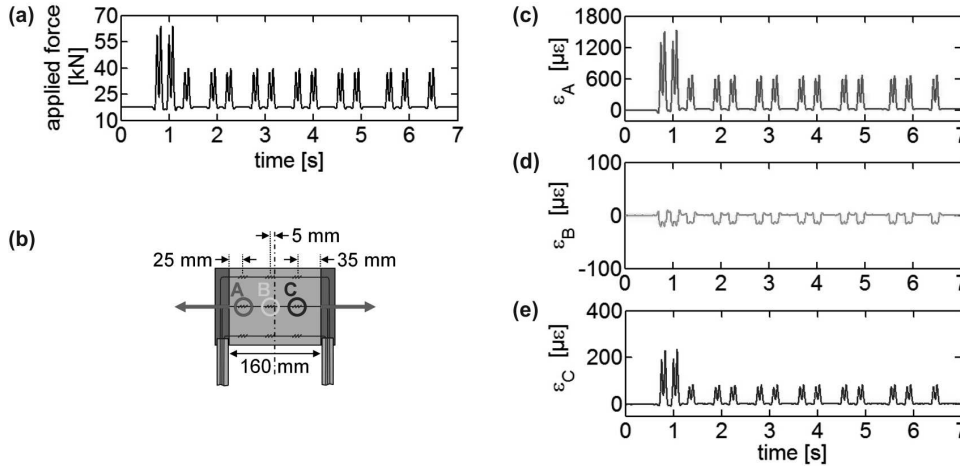 (a)
applied force
[kN]
70
55
40
25
10
0 1 2 3 4 5 6 7
time [s]
(b)
5 mm
25 mm
35 mm
A B C
160 mm
(c)
εA [με]
1800
1200
600
0
0 1 2 3 4 5 6 7
(d)
εB [με]
100
0
-100
0 1 2 3 4 5 6 7
(e)
εC [με]
400
200
0
0 1 2 3 4 5 6 7
time [s]